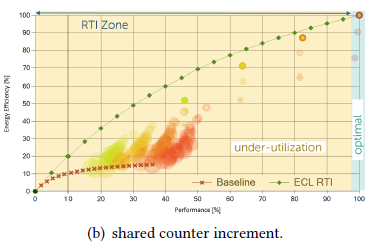 RTI Zone
Energy Efficiency [%]
100
90
80
70
60
50
40
30
20
10
0
under-utilization
optimal
Baseline
ECL RTI
0 10 20 30 40 50 60 70 80 90 100
Performance [%]
(b) shared counter increment.